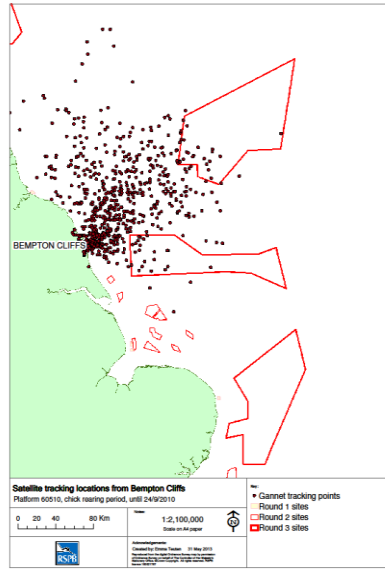 BEMPTON CLIFFS
Satellite tracking locations from Bempton Cliffs
Platform 60510, chick rearing period, until 24/9/2010
0 20 40 80 Km
1:2,100,000
Scale on A4 paper
N
RSPB
Acknowledgements
Created by: 31 May 2013
Key:
Gannet tracking points
Round 1 sites
Round 2 sites
Round 3 sites